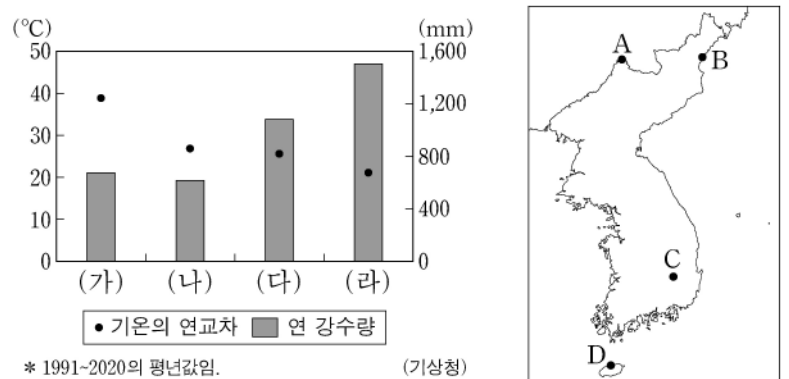 (℃) (mm)
50 1,600
40 1,200
30
20 800
10 400
0 0
(가) (나) (다) (라)
● 기온의 연교차 연 강수량
* 1991~2020의 평년값임. (기상청)
A
B
C
D